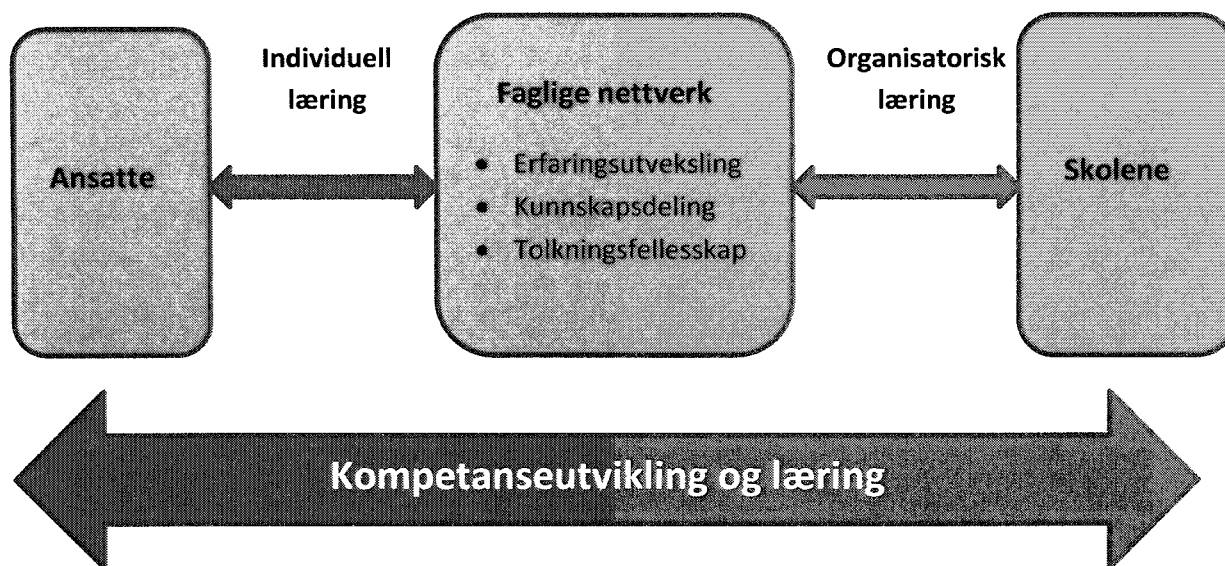 Ansatte
Individuell
læring
Faglige nettverk
• Erfaringsutveksling
• Kunnskapsdeling
• Tolkningsfellesskap
Organisatorisk
læring
Skolene
Kompetanseutvikling og læring